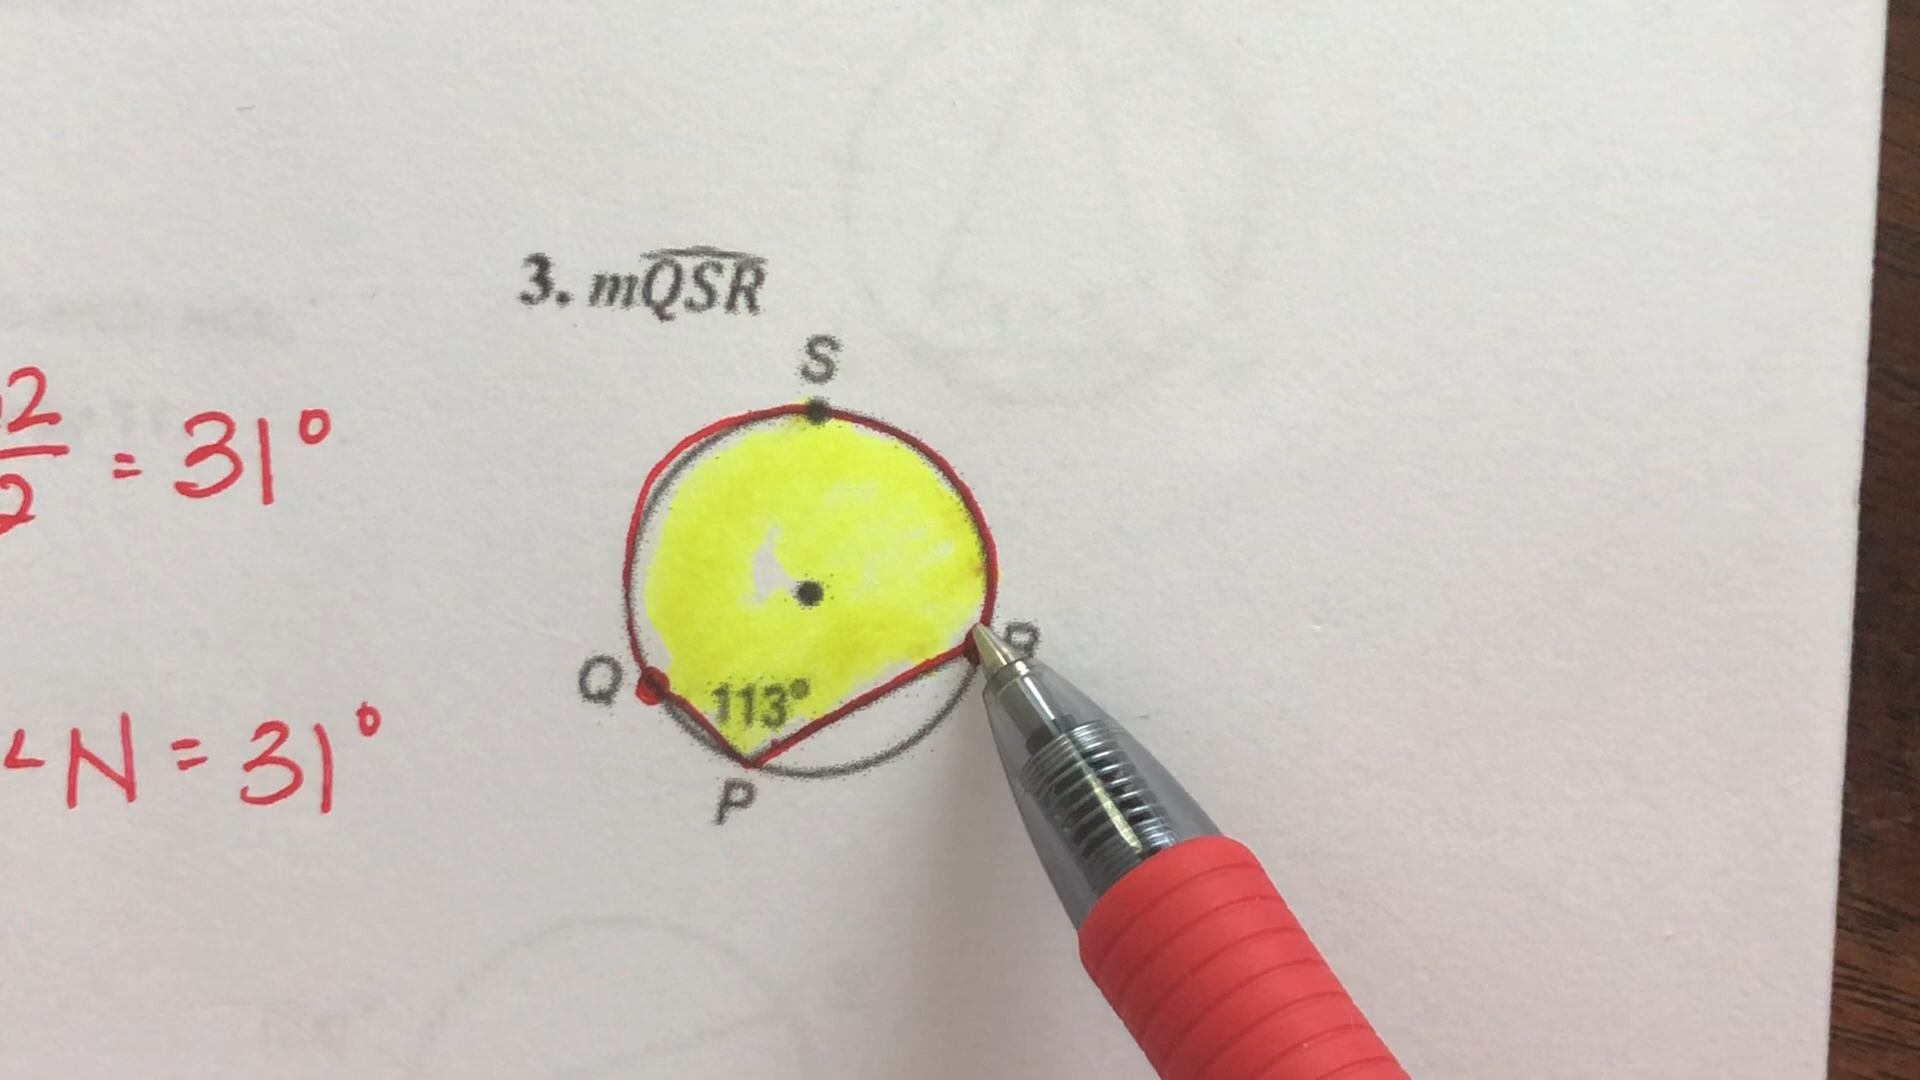 2
— = 31°
2
∠N = 31°
3. mQSR
S
Q
R
113°
P